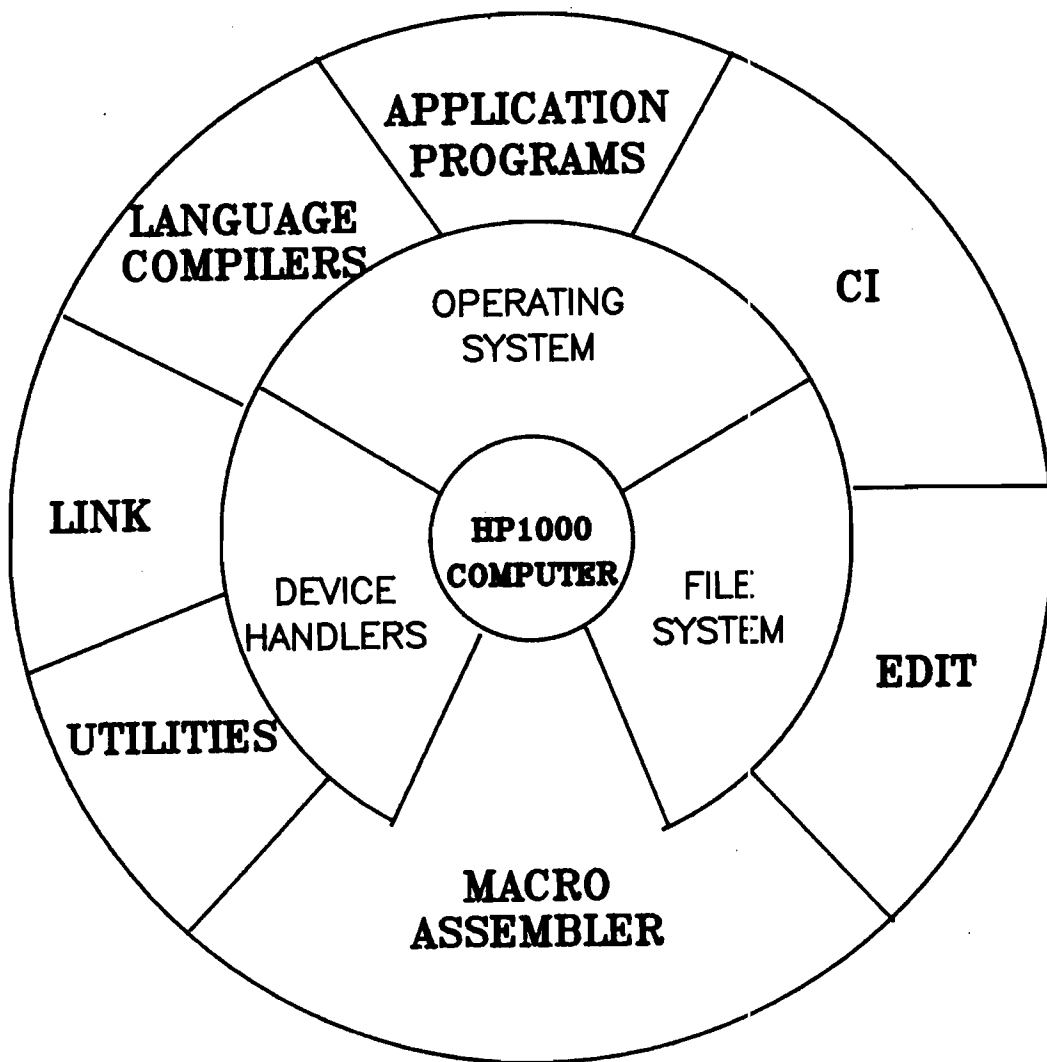 APPLICATION
PROGRAMS
LANGUAGE
COMPILERS
CI
OPERATING
SYSTEM
LINK
HP1000
COMPUTER
DEVICE
HANDLERS
FILE
SYSTEM
EDIT
UTILITIES
MACRO
ASSEMBLER